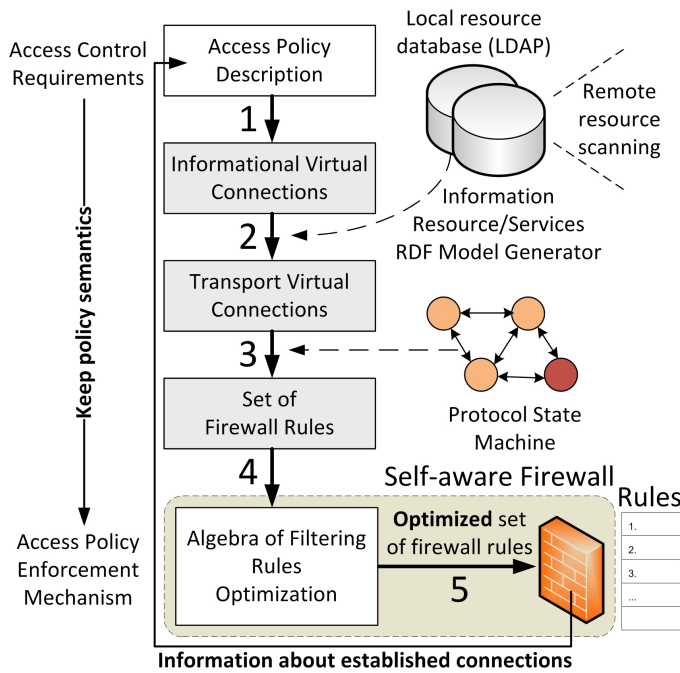 Access Control
Requirements
Access Policy
Description
Local resource
database (LDAP)
Remote
resource
scanning
1
Informational Virtual
Connections
Information
Resource/Services
RDF Model Generator
2
Transport Virtual
Connections
Keep policy semantics
3
Protocol State
Machine
Set of
Firewall Rules
4
Self-aware Firewall
Rules
Access Policy
Enforcement
Mechanism
Algebra of Filtering
Rules
Optimization
Optimized set
of firewall rules
5
1.
2.
3.
...
Information about established connections